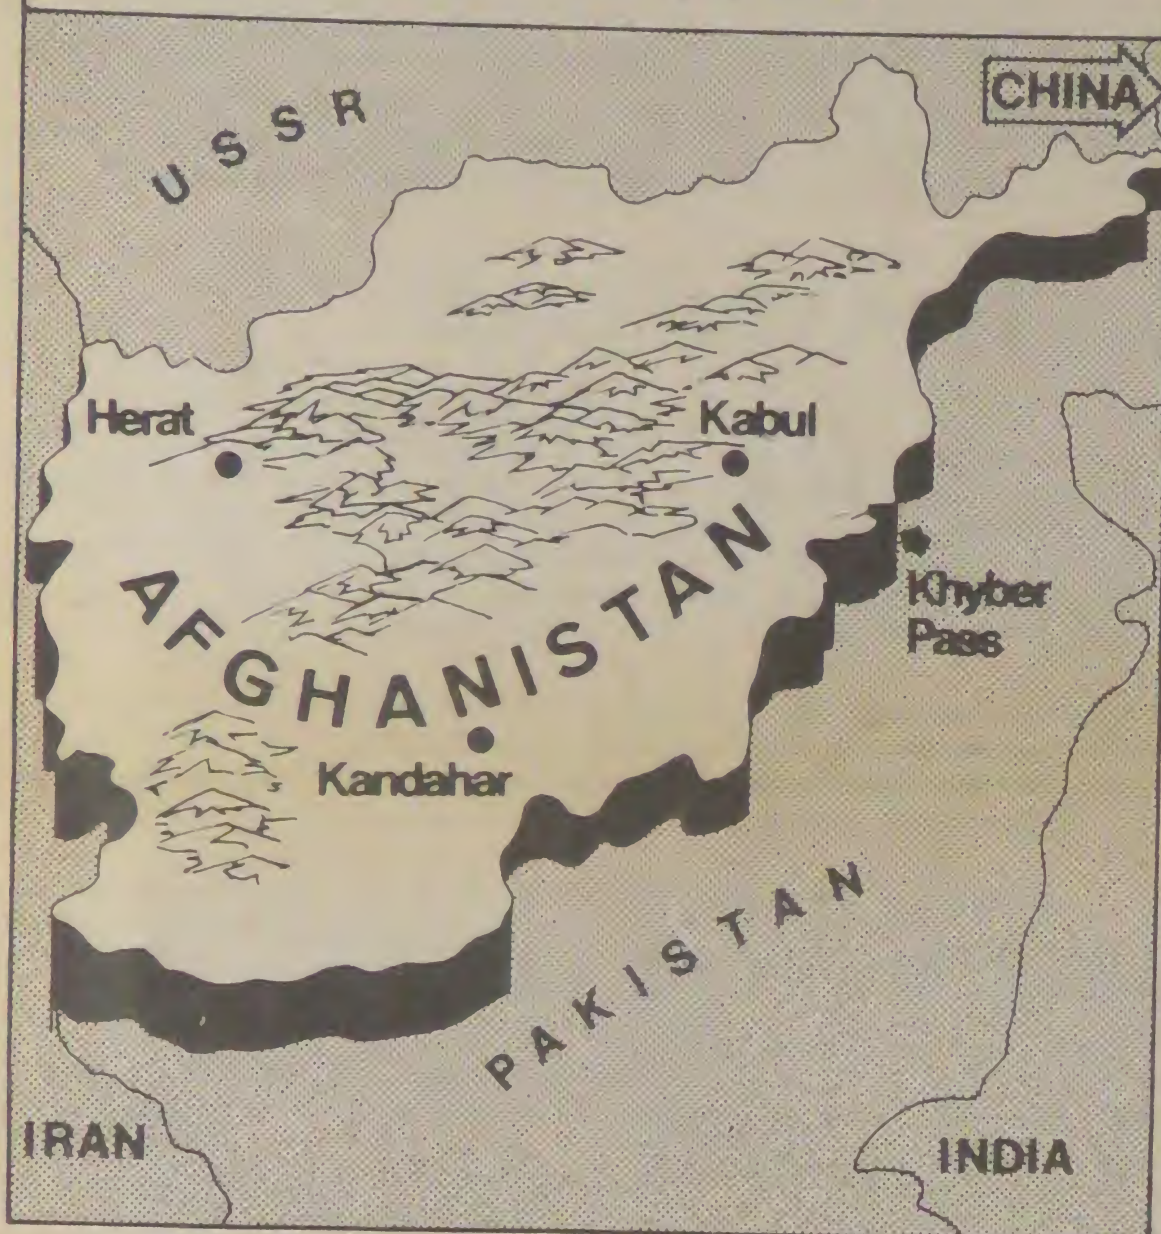 USSR
CHINA
Herat
Kabul
AFGHANISTAN
Khyber
Pass
Kandahar
PAKISTAN
IRAN
INDIA